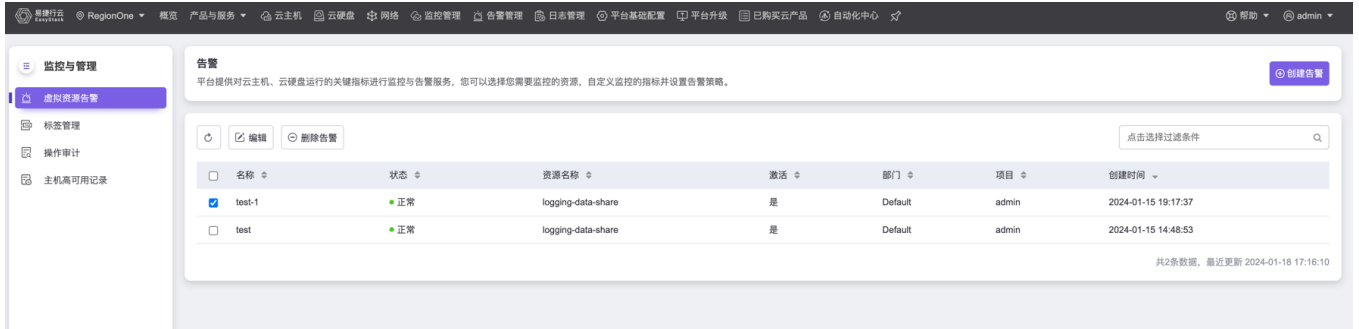 易捷行云 EasyStack RegionOne 概览 产品与服务 云主机 云硬盘 网络 监控管理 告警管理 日志管理 平台基础配置 平台升级 已购买云产品 自动化中心 帮助 admin
监控与管理
虚拟资源告警
标签管理
操作审计
主机高可用记录
告警
平台提供对云主机、云硬盘运行的关键指标进行监控与告警服务，您可以选择您需要监控的资源，自定义监控的指标并设置告警策略。
创建告警
编辑 删除告警 点击选择过滤条件
名称 状态 资源名称 激活 部门 项目 创建时间
test-1 正常 logging-data-share 是 Default admin 2024-01-15 19:17:37
test 正常 logging-data-share 是 Default admin 2024-01-15 14:48:53
共2条数据，最近更新 2024-01-18 17:16:10